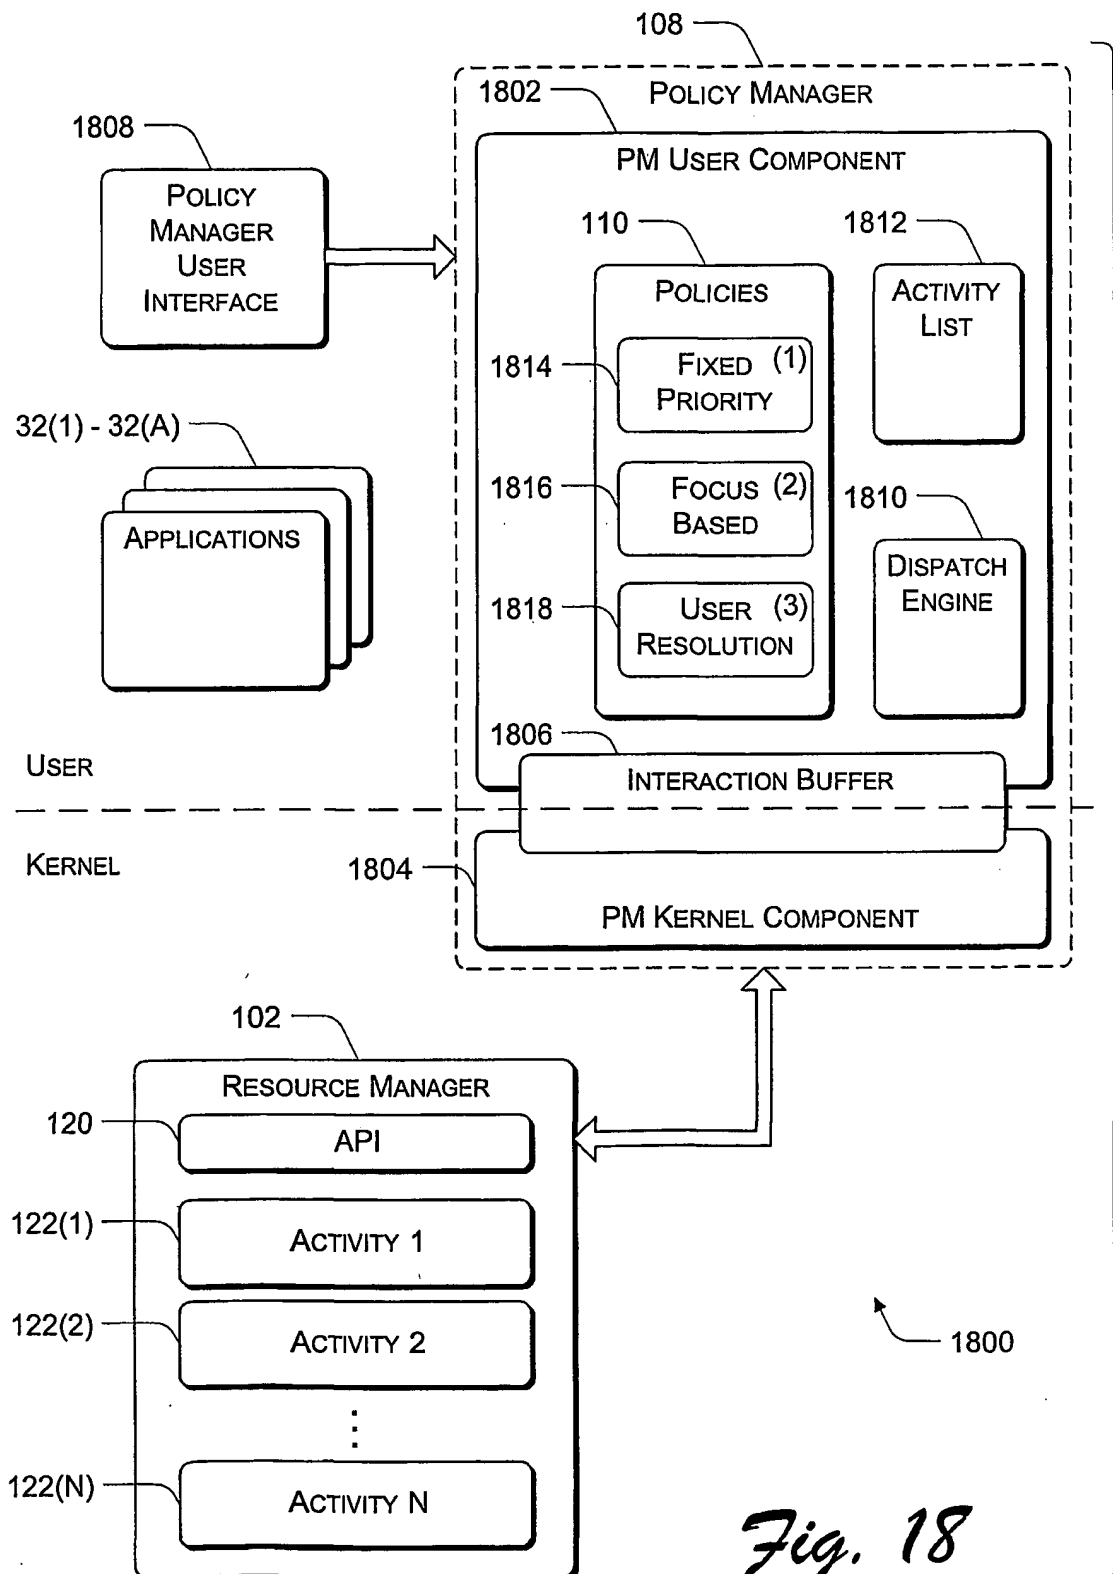 108
POLICY MANAGER
1802
PM USER COMPONENT
1808
POLICY
MANAGER
USER
INTERFACE
110
POLICIES
1812
ACTIVITY
LIST
1814
FIXED (1)
PRIORITY
32(1) - 32(A)
APPLICATIONS
1816
FOCUS (2)
BASED
1810
DISPATCH
ENGINE
1818
USER (3)
RESOLUTION
USER
1806
INTERACTION BUFFER
KERNEL
1804
PM KERNEL COMPONENT
102
RESOURCE MANAGER
120
API
122(1)
ACTIVITY 1
122(2)
ACTIVITY 2
1800
122(N)
ACTIVITY N
Fig. 18